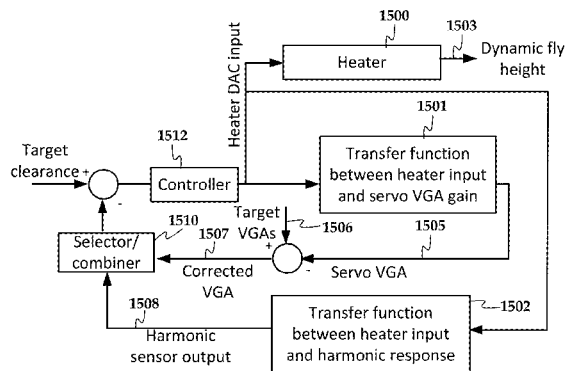 1500
1503
Heater
Dynamic fly
height
Heater DAC input
1501
Target
clearance
+
-
1512
Controller
Transfer function
between heater input
and servo VGA gain
Target
VGAs
1506
1510
Selector/
combiner
1507
+
-
1505
Corrected
VGA
Servo VGA
1508
Harmonic
sensor output
1502
Transfer function
between heater input
and harmonic response